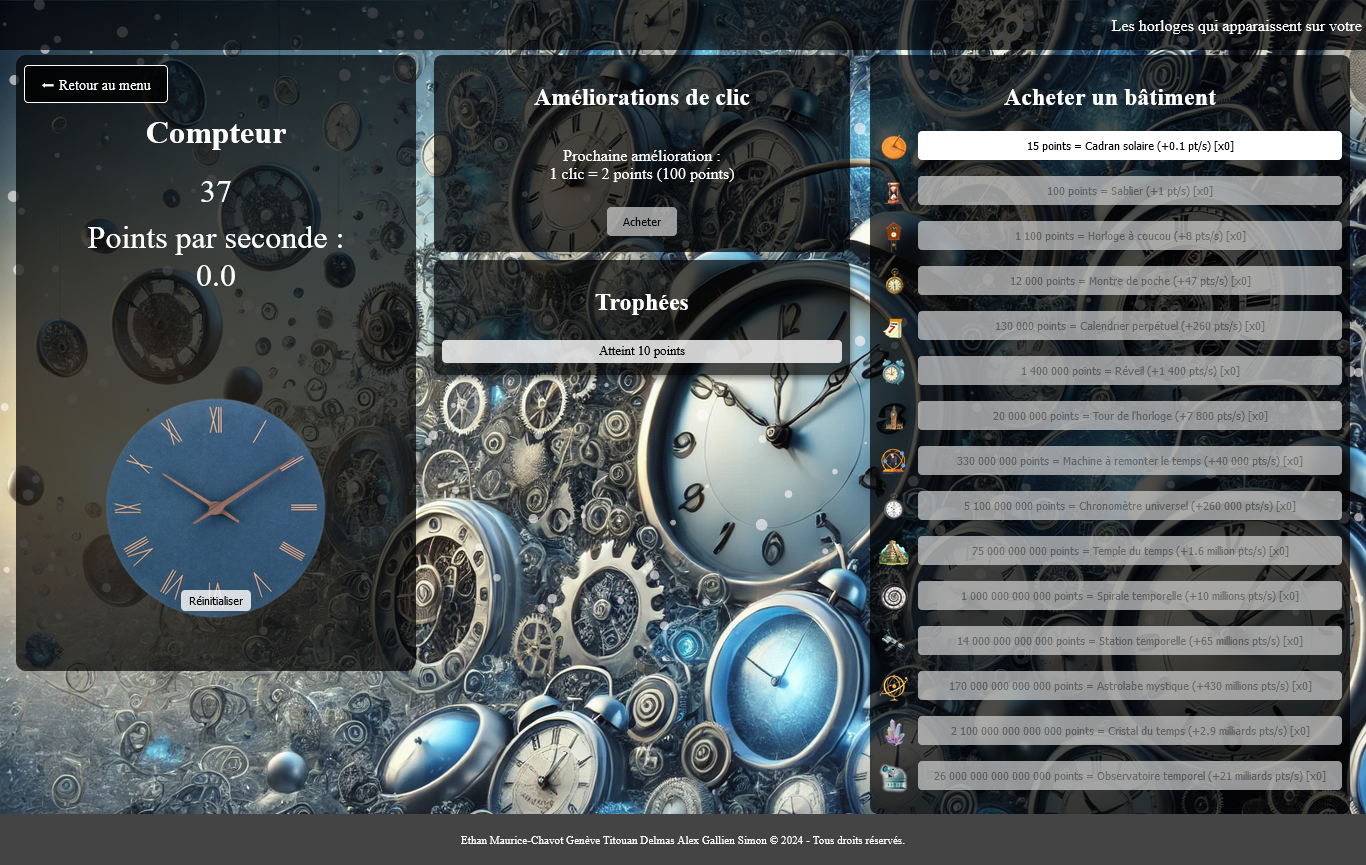 Les horloges qui apparaissent sur votre
← Retour au menu
Compteur
37
Points par seconde :
0.0
XII
I
II
III
IIII
V
VI
VII
VIII
IX
X
XI
Réinitialiser
Améliorations de clic
Prochaine amélioration :
1 clic = 2 points (100 points)
Acheter
Trophées
Atteint 10 points
Acheter un bâtiment
15 points = Cadran solaire (+0.1 pt/s) [x0]
100 points = Sablier (+1 pt/s) [x0]
1 100 points = Horloge à coucou (+8 pts/s) [x0]
12 000 points = Montre de poche (+47 pts/s) [x0]
130 000 points = Calendrier perpétuel (+260 pts/s) [x0]
1 400 000 points = Réveil (+1 400 pts/s) [x0]
20 000 000 points = Tour de l'horloge (+7 800 pts/s) [x0]
330 000 000 points = Machine à remonter le temps (+40 000 pts/s) [x0]
5 100 000 000 points = Chronomètre universel (+260 000 pts/s) [x0]
75 000 000 000 points = Temple du temps (+1.6 million pts/s) [x0]
1 000 000 000 000 points = Spirale temporelle (+10 millions pts/s) [x0]
14 000 000 000 000 points = Station temporelle (+65 millions pts/s) [x0]
170 000 000 000 000 points = Astrolabe mystique (+430 millions pts/s) [x0]
2 100 000 000 000 000 points = Cristal du temps (+2.9 milliards pts/s) [x0]
26 000 000 000 000 000 points = Observatoire temporel (+21 milliards pts/s) [x0]
Ethan Maurice-Chavot Genève Titouan Delmas Alex Gallien Simon © 2024 - Tous droits réservés.